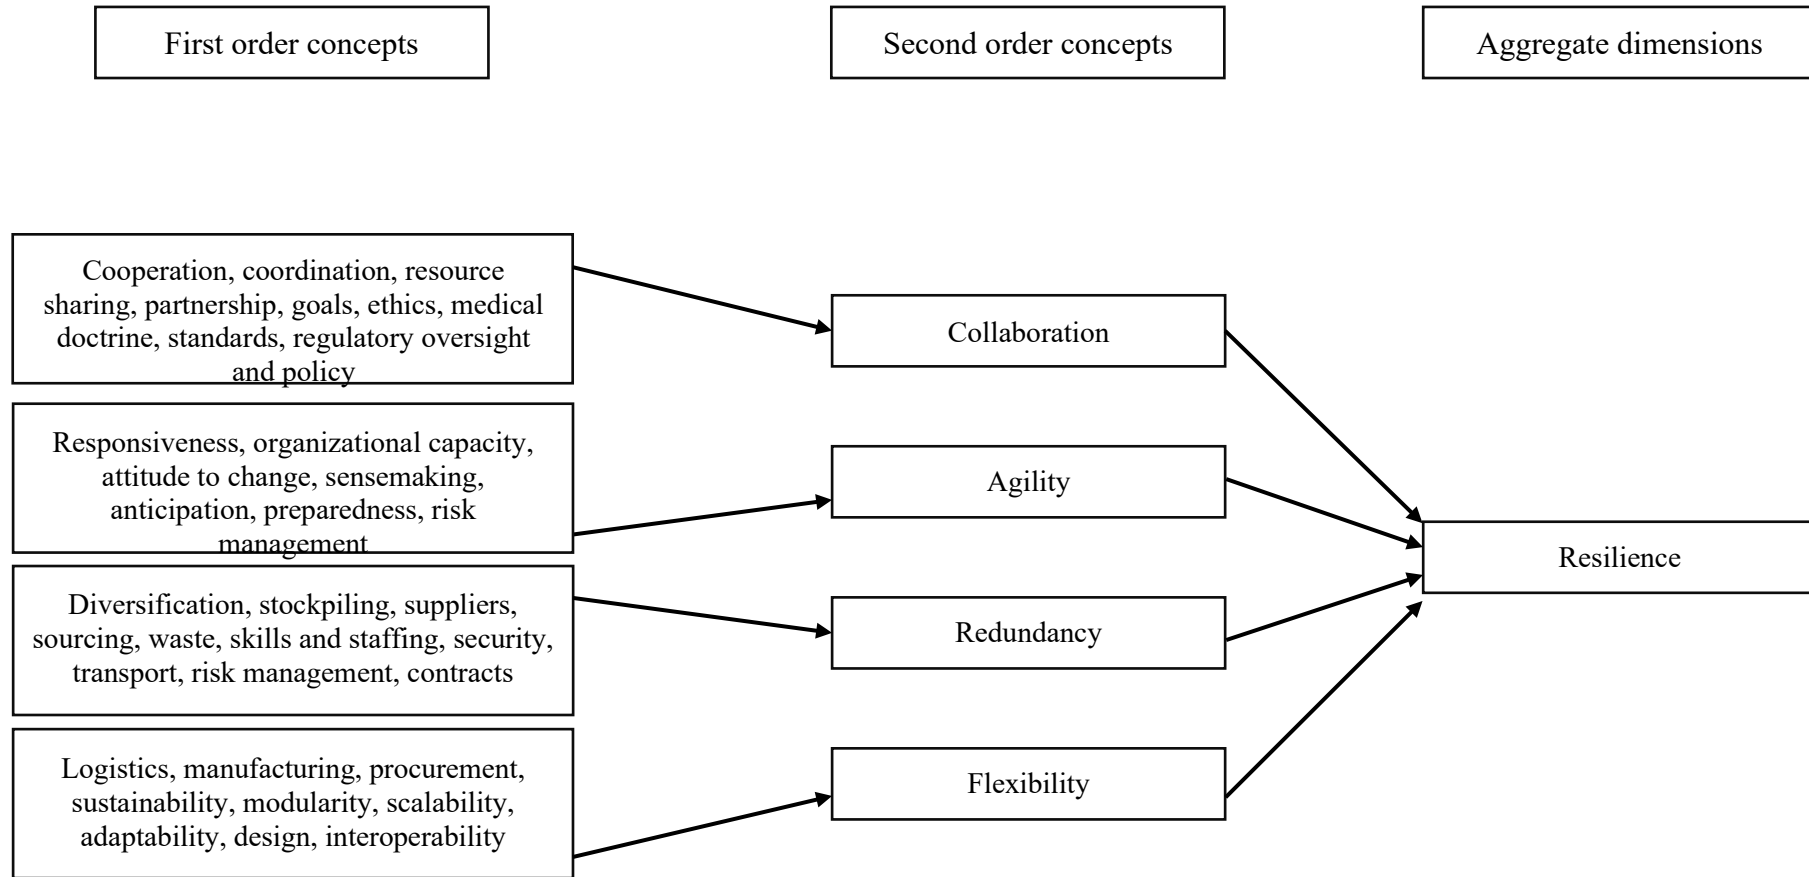 First order concepts
Second order concepts
Aggregate dimensions
Cooperation, coordination, resource
sharing, partnership, goals, ethics, medical
doctrine, standards, regulatory oversight
and policy
Collaboration
Responsiveness, organizational capacity,
attitude to change, sensemaking,
anticipation, preparedness, risk
management
Agility
Resilience
Diversification, stockpiling, suppliers,
sourcing, waste, skills and staffing, security,
transport, risk management, contracts
Redundancy
Logistics, manufacturing, procurement,
sustainability, modularity, scalability,
adaptability, design, interoperability
Flexibility